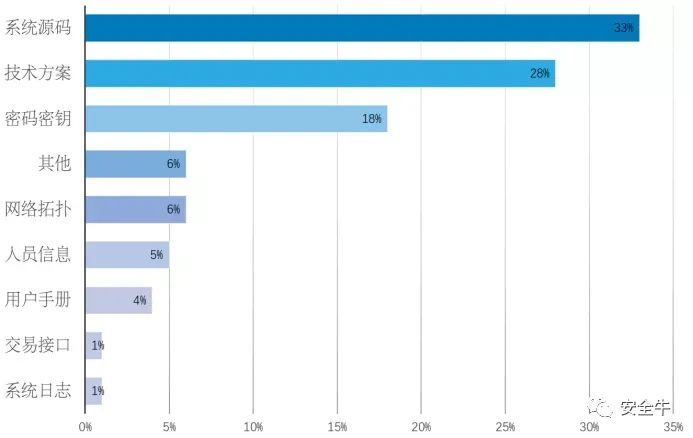 系统源码 33%
技术方案 28%
密码密钥 18%
其他 6%
网络拓扑 6%
人员信息 5%
用户手册 4%
交易接口 1%
系统日志 1%
安全牛
0% 5% 10% 15% 20% 25% 30% 35%